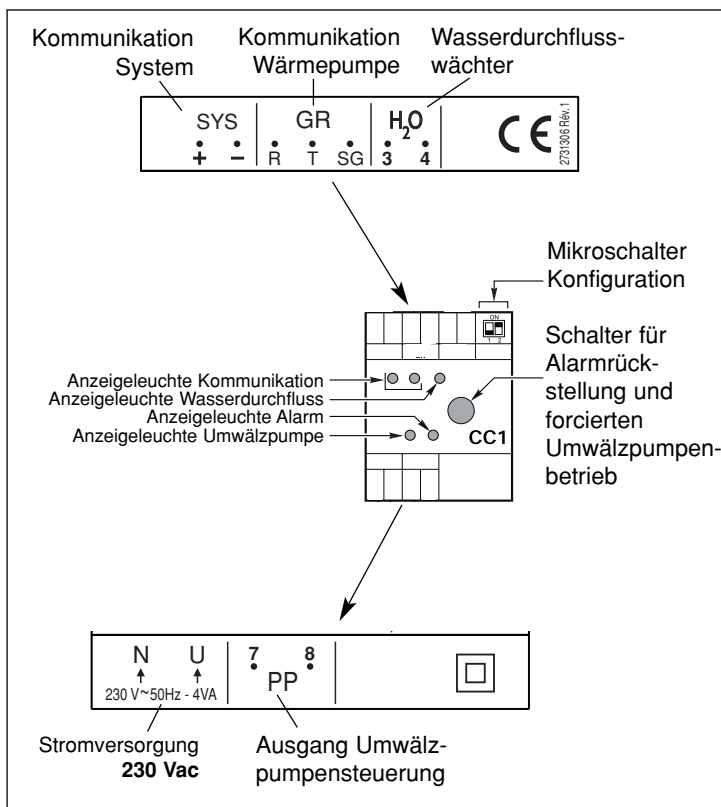 Kommunikation
System
Kommunikation
Wärmepumpe
Wasserdurchfluss-
wächter
SYS
GR
H2O
+ - R T SG 3 4
CE
2731306 Rév.1
Mikroschalter
Konfiguration
ON
1 2
Schalter für
Alarmrück-
stellung und
forcierten
Umwälzpumpen-
betrieb
Anzeigeleuchte Kommunikation
Anzeigeleuchte Wasserdurchfluss
Anzeigeleuchte Alarm
Anzeigeleuchte Umwälzpumpe
CC1
N U
230 V~50Hz - 4VA
7 8
PP
Stromversorgung
230 Vac
Ausgang Umwälz-
pumpensteuerung